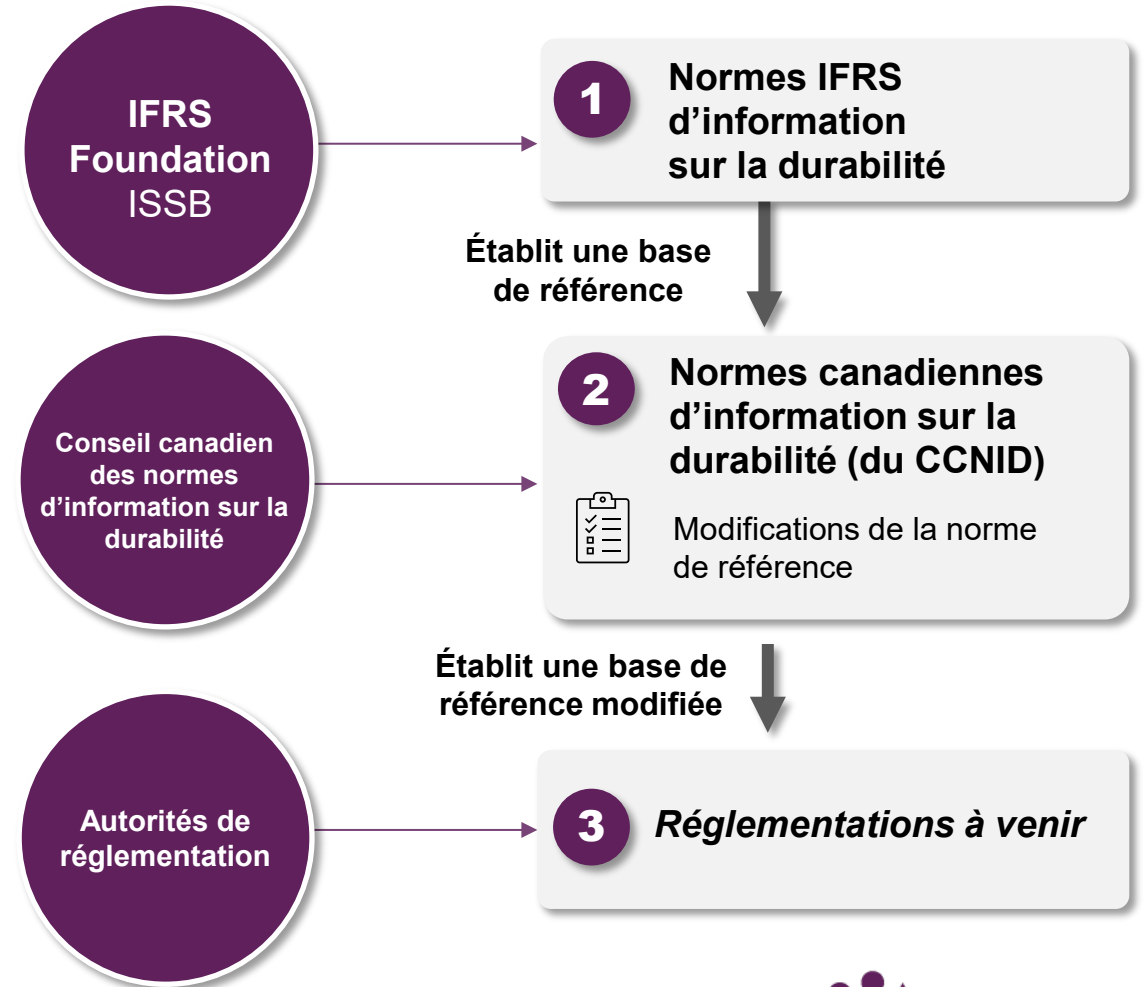 IFRS
Foundation
ISSB
1
Normes IFRS
d’information
sur la durabilité
Établit une base
de référence
Conseil canadien
des normes
d’information sur la
durabilité
2
Normes canadiennes
d’information sur la
durabilité (du CCNID)
Modifications de la norme
de référence
Établit une base de
référence modifiée
Autorités de
réglementation
3
Réglementations à venir